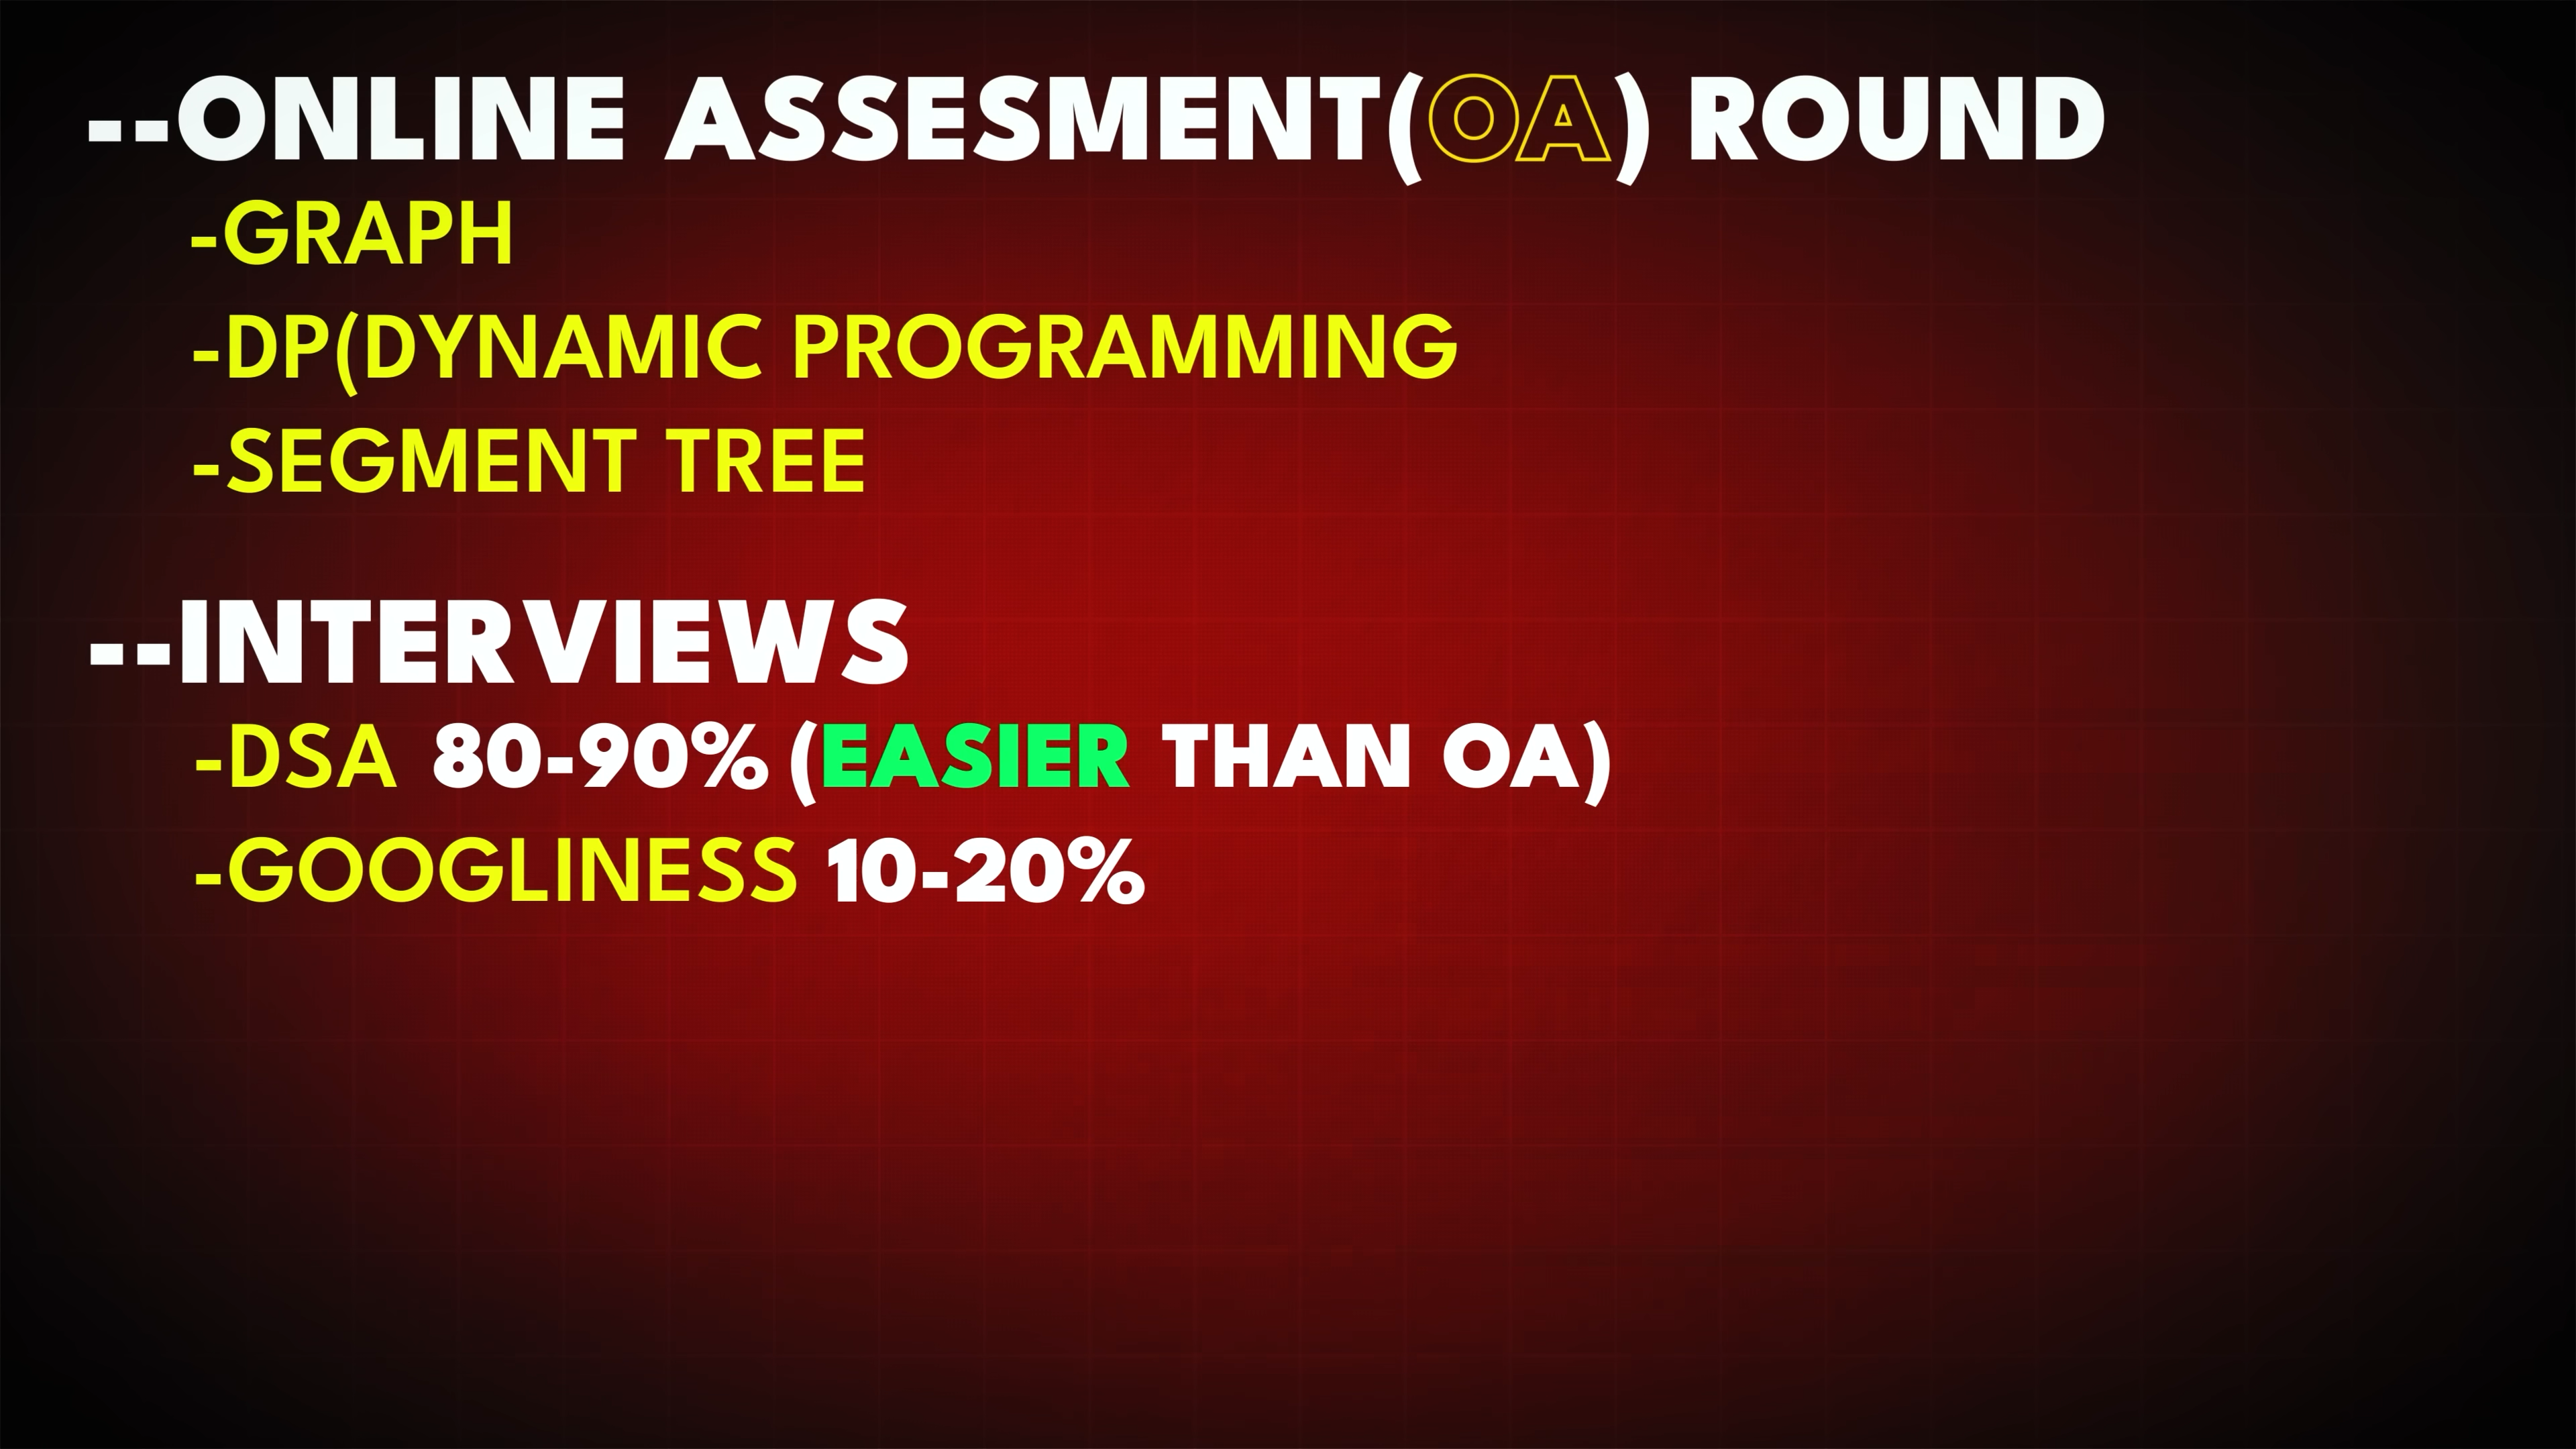 --ONLINE ASSESMENT(OA) ROUND
-GRAPH
-DP(DYNAMIC PROGRAMMING
-SEGMENT TREE
--INTERVIEWS
-DSA 80-90% (EASIER THAN OA)
-GOOGLINESS 10-20%